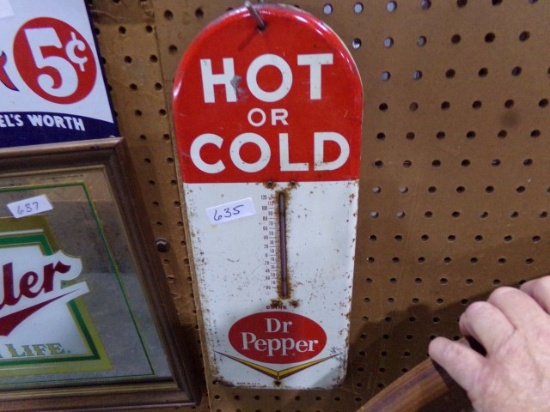 5¢
EL'S WORTH
637
ler
LIFE.
HOT
OR
COLD
635
Dr
Pepper